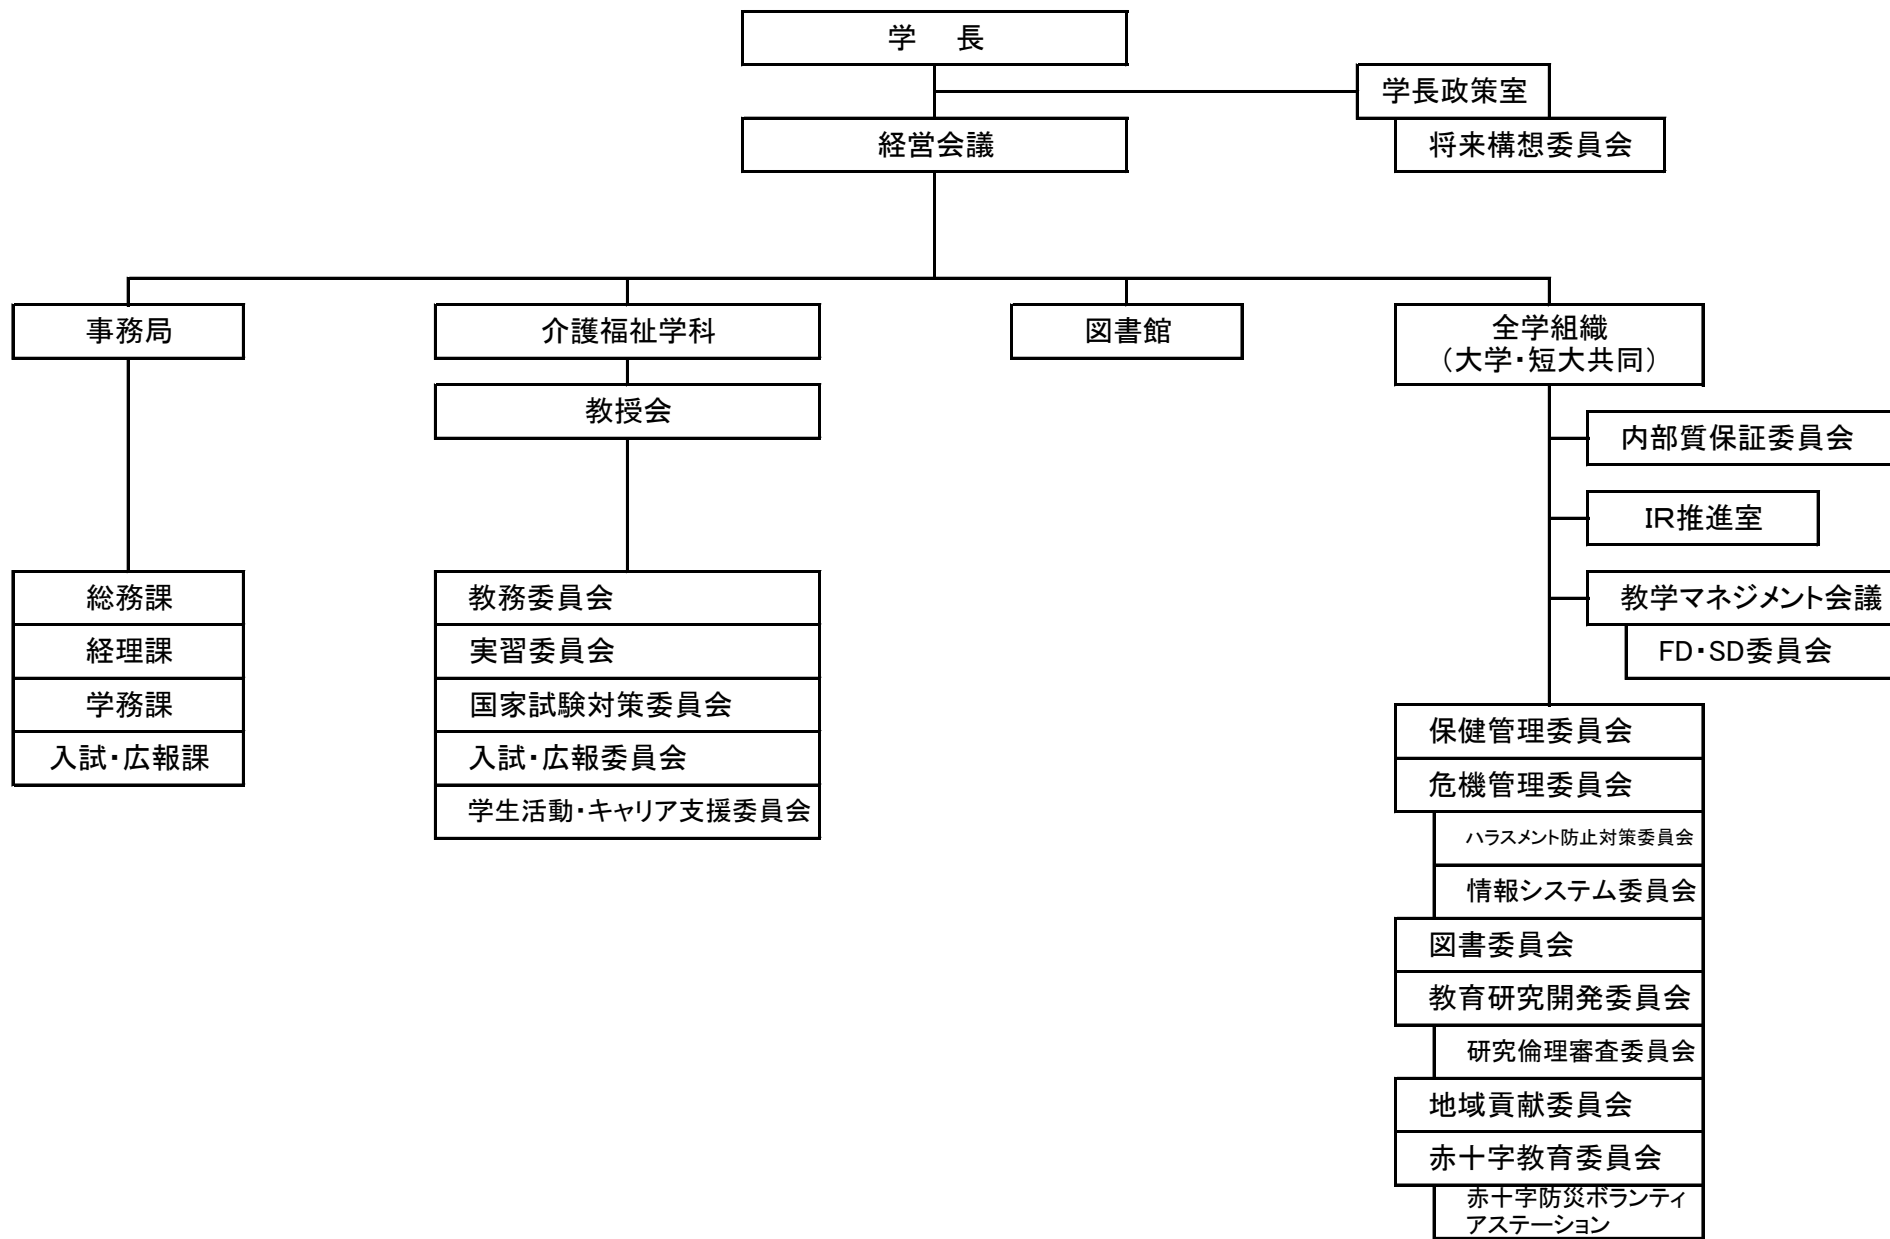 学　長
学長政策室
経営会議
将来構想委員会
事務局
介護福祉学科
図書館
全学組織
（大学・短大共同）
教授会
内部質保証委員会
IR推進室
総務課
経理課
学務課
入試・広報課
教務委員会
実習委員会
国家試験対策委員会
入試・広報委員会
学生活動・キャリア支援委員会
教学マネジメント会議
FD・SD委員会
保健管理委員会
危機管理委員会
ハラスメント防止対策委員会
情報システム委員会
図書委員会
教育研究開発委員会
研究倫理審査委員会
地域貢献委員会
赤十字教育委員会
赤十字防災ボランティ
アステーション